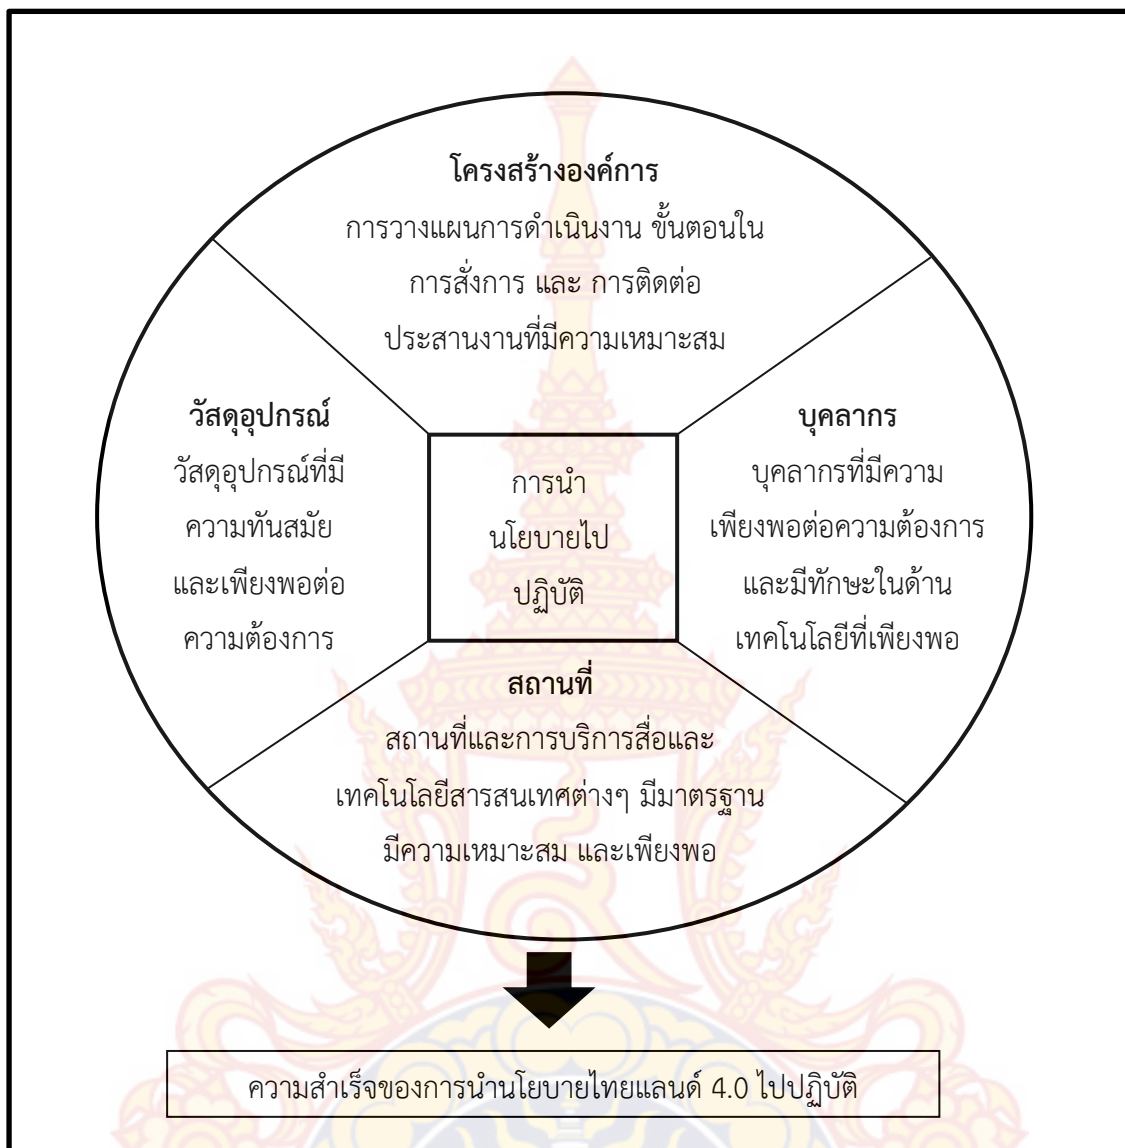 โครงสร้างองค์การ
การวางแผนการดำเนินงาน ขั้นตอนใน
การสั่งการ และ การติดต่อ
ประสานงานที่มีความเหมาะสม
วัสดุอุปกรณ์
วัสดุอุปกรณ์ที่มี
ความทันสมัย
และเพียงพอต่อ
ความต้องการ
การนำ
นโยบายไป
ปฏิบัติ
บุคลากร
บุคลากรที่มีความ
เพียงพอต่อความต้องการ
และมีทักษะในด้าน
เทคโนโลยีที่เพียงพอ
สถานที่
สถานที่และการบริการสื่อและ
เทคโนโลยีสารสนเทศต่างๆ มีมาตรฐาน
มีความเหมาะสม และเพียงพอ
ความสำเร็จของการนำนโยบายไทยแลนด์ 4.0 ไปปฏิบัติ